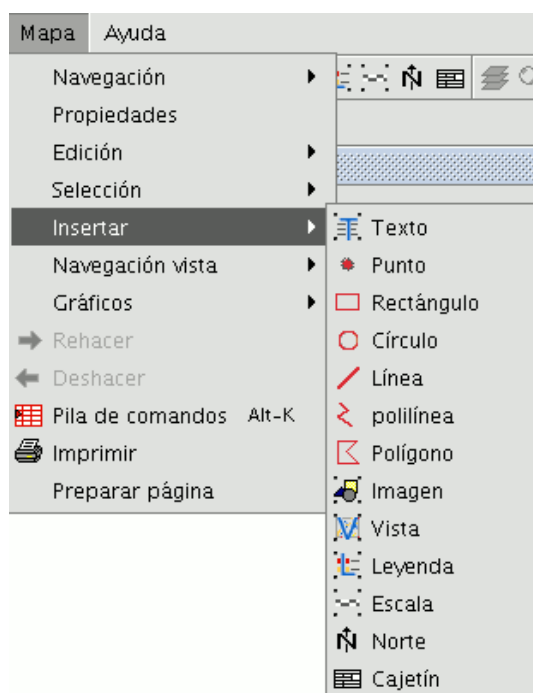 Mapa Ayuda
Navegación
Propiedades
Edición
Selección
Insertar
Navegación vista
Gráficos
Rehacer
Deshacer
Pila de comandos Alt-K
Imprimir
Preparar página
Texto
Punto
Rectángulo
Círculo
Línea
polilínea
Polígono
Imagen
Vista
Leyenda
Escala
Norte
Cajetín